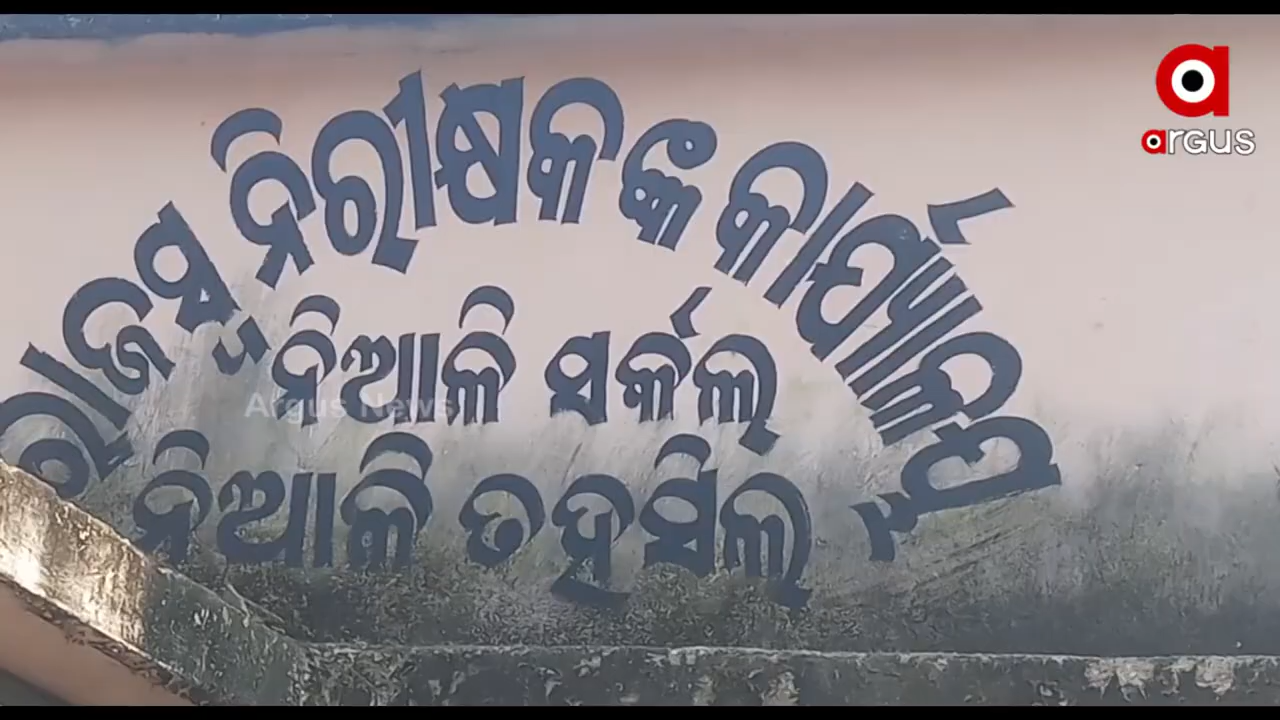 ରାଜସ୍ୱ ନିରୀକ୍ଷକଙ୍କ କାର୍ଯ୍ୟାଳୟ
ନିଆଳି ସର୍କଲ
ନିଆଳି ତହସିଲ
argus
Argus News